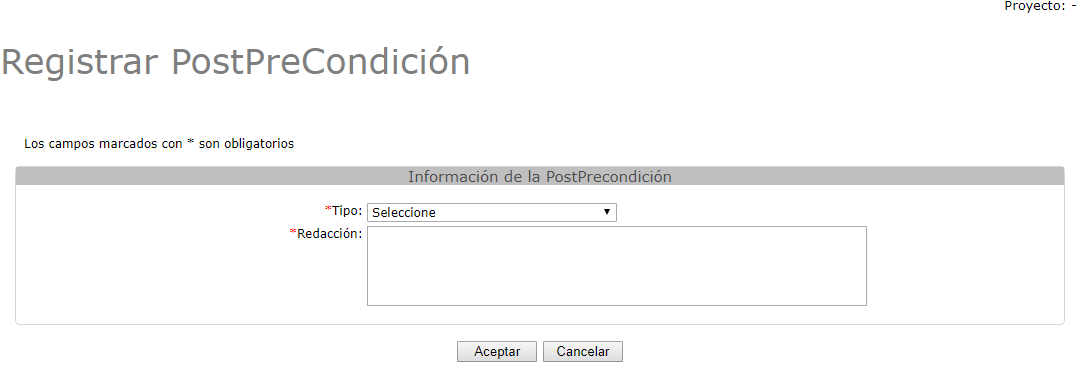 Proyecto: -
Registrar PostPreCondición
Los campos marcados con * son obligatorios
Información de la PostPrecondición
*Tipo: Seleccione
*Redacción:
Aceptar Cancelar